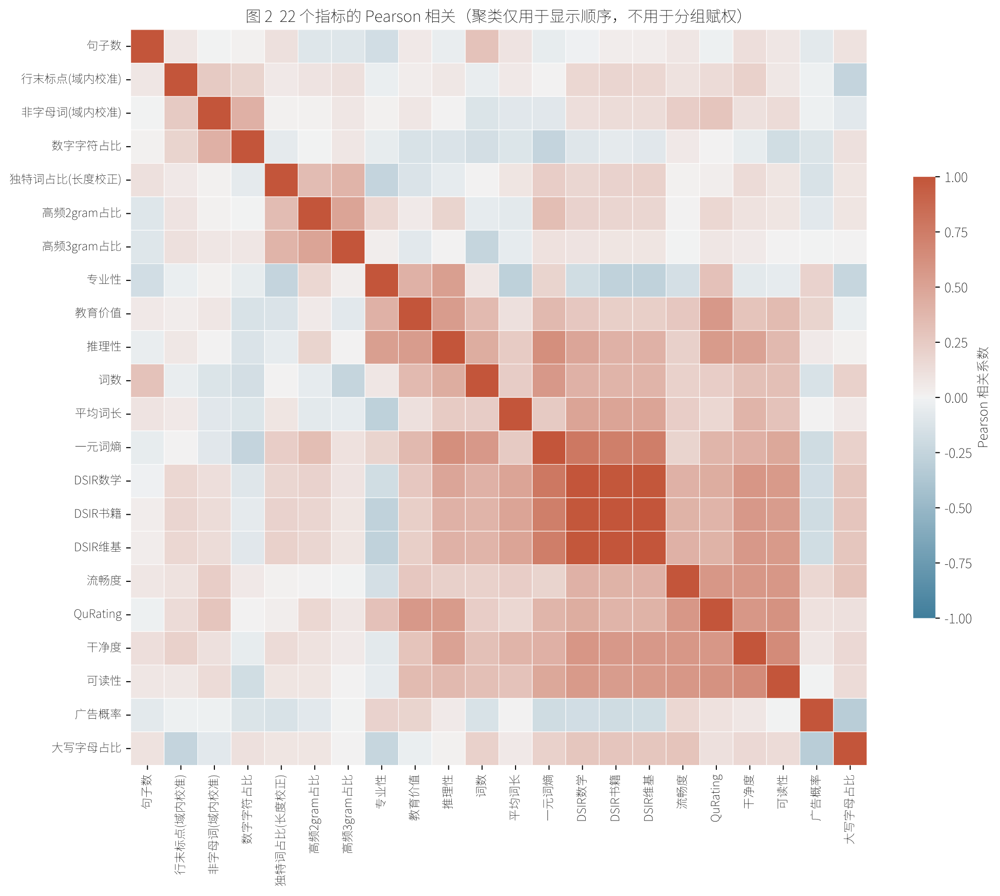 图 2  22 个指标的 Pearson 相关（聚类仅用于显示顺序，不用于分组赋权）
句子数
行末标点(域内校准)
非字母词(域内校准)
数字字符占比
独特词占比(长度校正)
高频2gram占比
高频3gram占比
专业性
教育价值
推理性
词数
平均词长
一元词熵
DSIR数学
DSIR书籍
DSIR维基
流畅度
QuRating
干净度
可读性
广告概率
大写字母占比
句子数
行末标点(域内校准)
非字母词(域内校准)
数字字符占比
独特词占比(长度校正)
高频2gram占比
高频3gram占比
专业性
教育价值
推理性
词数
平均词长
一元词熵
DSIR数学
DSIR书籍
DSIR维基
流畅度
QuRating
干净度
可读性
广告概率
大写字母占比
1.00
0.75
0.50
0.25
0.00
-0.25
-0.50
-0.75
-1.00
Pearson 相关系数